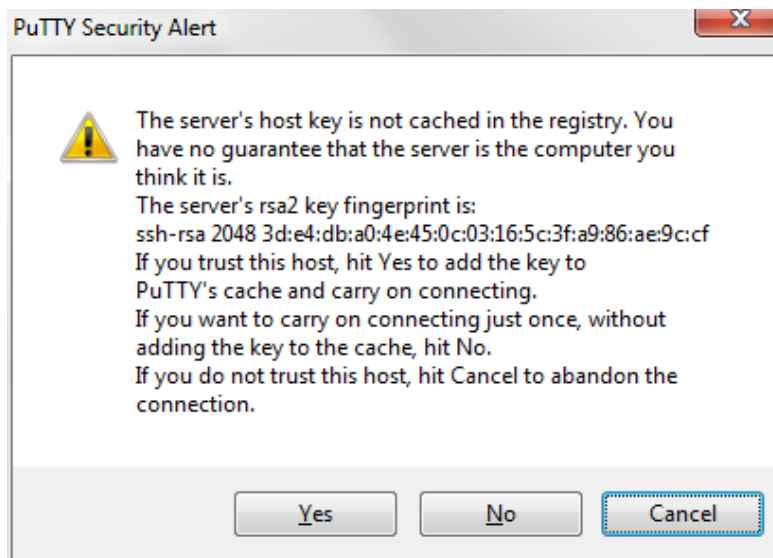 PuTTY Security Alert
x
The server's host key is not cached in the registry. You
have no guarantee that the server is the computer you
think it is.
The server's rsa2 key fingerprint is:
ssh-rsa 2048 3d:e4:db:a0:4e:45:0c:03:16:5c:3f:a9:86:ae:9c:cf
If you trust this host, hit Yes to add the key to
PuTTY's cache and carry on connecting.
If you want to carry on connecting just once, without
adding the key to the cache, hit No.
If you do not trust this host, hit Cancel to abandon the
connection.
Yes No Cancel